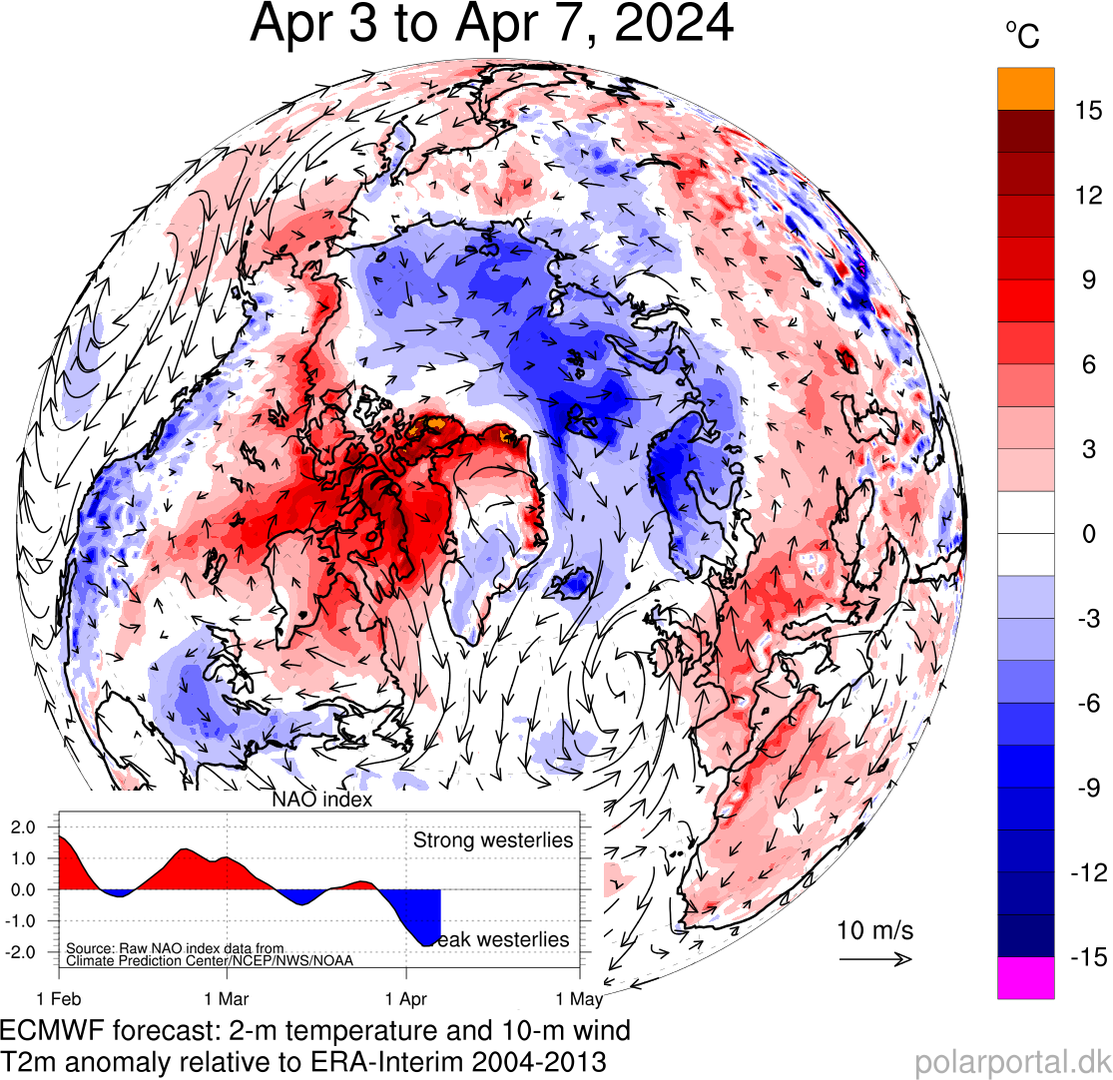 Apr 3 to Apr 7, 2024
oC
15
12
9
6
3
0
-3
-6
-9
-12
-15
10 m/s
NAO index
2.0
1.0
0.0
-1.0
-2.0
Strong westerlies
eak westerlies
Source: Raw NAO index data from
Climate Prediction Center/NCEP/NWS/NOAA
1 Feb
1 Mar
1 Apr
1 May
ECMWF forecast: 2-m temperature and 10-m wind
T2m anomaly relative to ERA-Interim 2004-2013
polarportal.dk